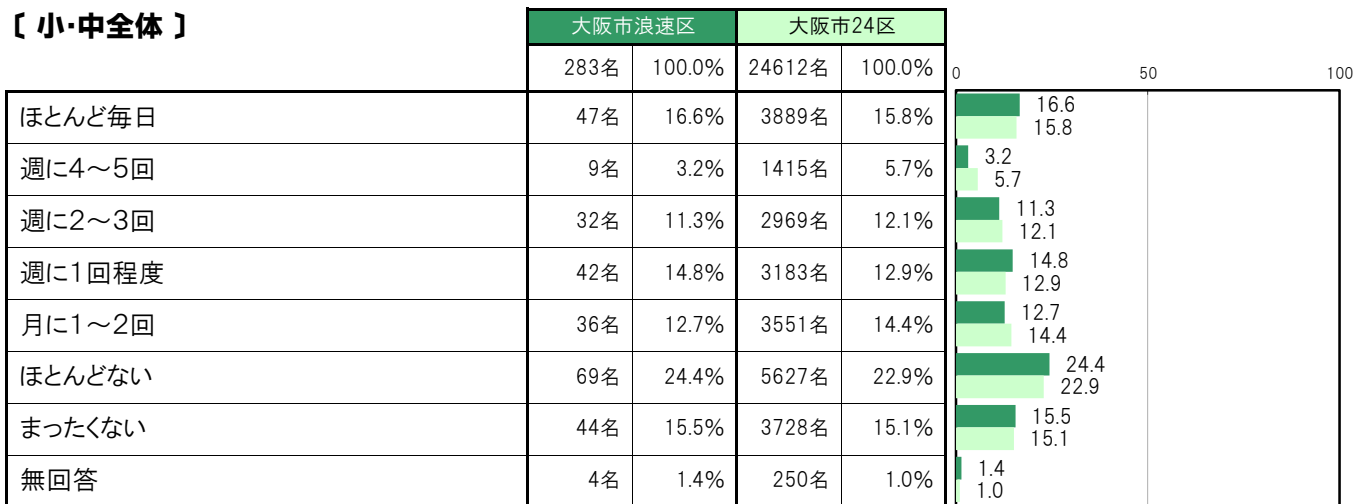 〔 小・中全体 〕
大阪市浪速区 大阪市24区
283名 100.0% 24612名 100.0% 0 50 100
ほとんど毎日 47名 16.6% 3889名 15.8% 16.6
15.8
週に4～5回 9名 3.2% 1415名 5.7% 3.2
5.7
週に2～3回 32名 11.3% 2969名 12.1% 11.3
12.1
週に1回程度 42名 14.8% 3183名 12.9% 14.8
12.9
月に1～2回 36名 12.7% 3551名 14.4% 12.7
14.4
ほとんどない 69名 24.4% 5627名 22.9% 24.4
22.9
まったくない 44名 15.5% 3728名 15.1% 15.5
15.1
無回答 4名 1.4% 250名 1.0% 1.4
1.0